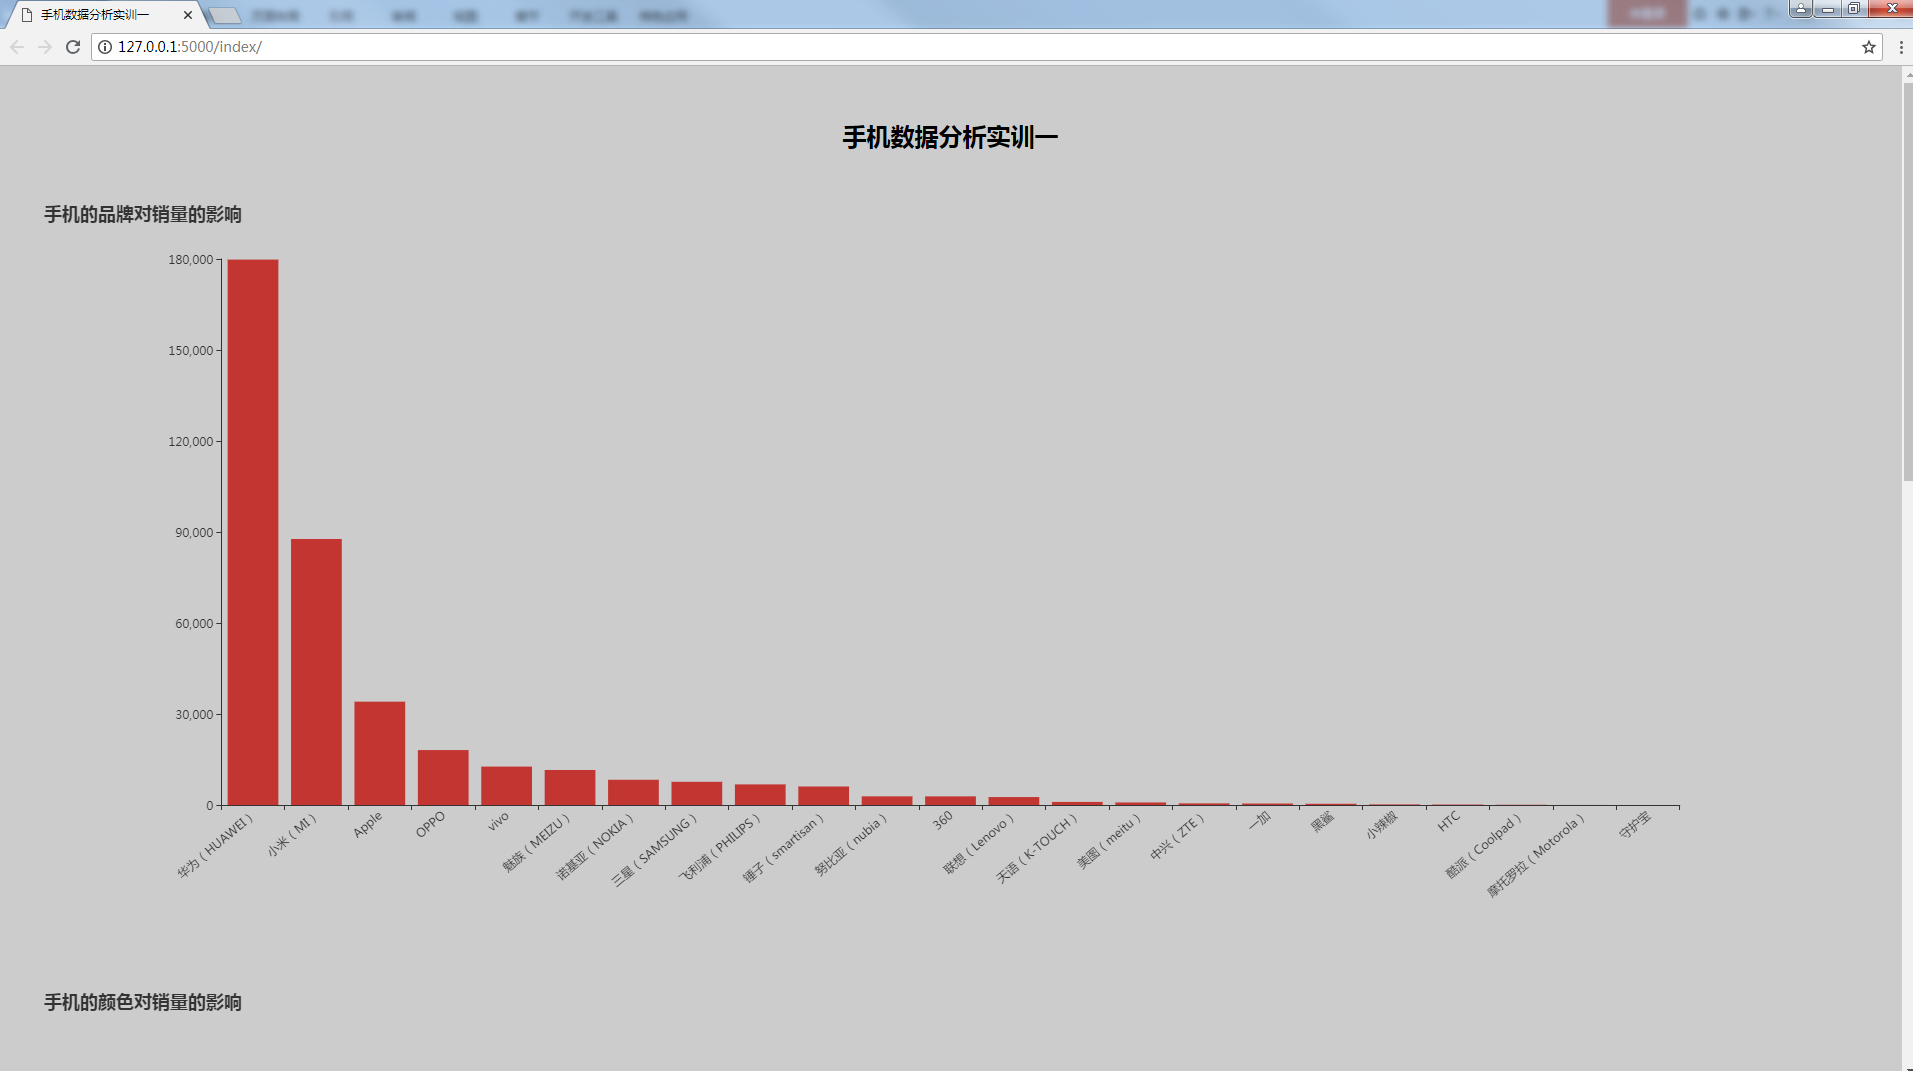 手机数据分析实训一
127.0.0.1:5000/index/
手机数据分析实训一
手机的品牌对销量的影响
180,000
150,000
120,000
90,000
60,000
30,000
0
华为（HUAWEI）
小米（MI）
Apple
OPPO
vivo
魅族（MEIZU）
诺基亚（NOKIA）
三星（SAMSUNG）
飞利浦（PHILIPS）
锤子（smartisan）
努比亚（nubia）
360
联想（Lenovo）
天语（K-TOUCH）
美图（meitu）
中兴（ZTE）
一加
黑鲨
小辣椒
HTC
酷派（Coolpad）
摩托罗拉（Motorola）
守护宝
手机的颜色对销量的影响